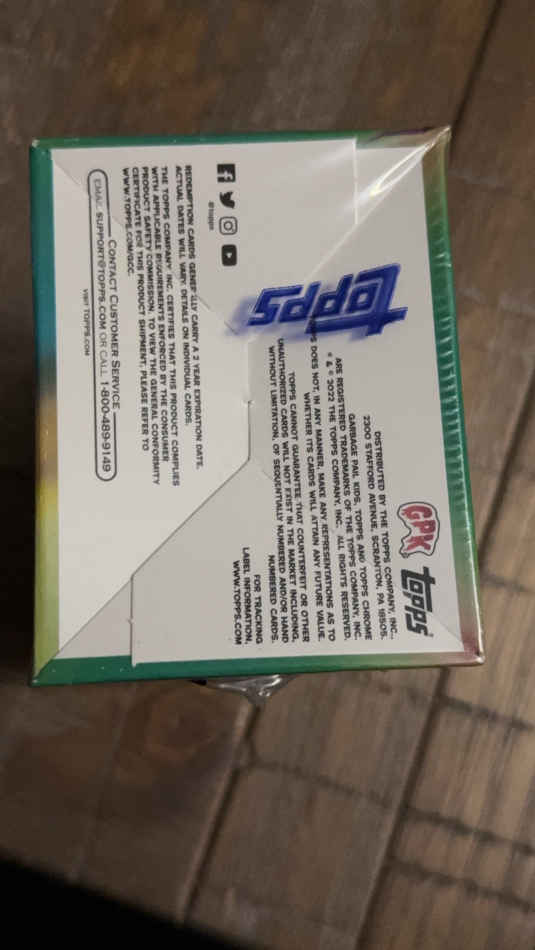 GPK topps
DISTRIBUTED BY THE TOPPS COMPANY, INC.,
2300 STAFFORD AVENUE, SCRANTON, PA 18505.
GARBAGE PAIL KIDS, TOPPS AND TOPPS CHROME
ARE REGISTERED TRADEMARKS OF THE TOPPS COMPANY, INC.
® & © 2022 THE TOPPS COMPANY, INC. ALL RIGHTS RESERVED.
DOES NOT, IN ANY MANNER, MAKE ANY REPRESENTATIONS AS TO
WHETHER ITS CARDS WILL ATTAIN ANY FUTURE VALUE.
TOPPS CANNOT GUARANTEE THAT COUNTERFEIT OR OTHER
UNAUTHORIZED CARDS WILL NOT EXIST IN THE MARKET INCLUDING,
WITHOUT LIMITATION, OF SEQUENTIALLY NUMBERED AND/OR HAND
NUMBERED CARDS.
FOR TRACKING
LABEL INFORMATION,
WWW.TOPPS.COM
topps
@topps
REDEMPTION CARDS GENERALLY CARRY A 2 YEAR EXPIRATION DATE.
ACTUAL DATES WILL VARY. DETAILS ON INDIVIDUAL CARDS.
THE TOPPS COMPANY, INC. CERTIFIES THAT THIS PRODUCT COMPLIES
WITH APPLICABLE REQUIREMENTS ENFORCED BY THE CONSUMER
PRODUCT SAFETY COMMISSION. TO VIEW THE GENERAL CONFORMITY
CERTIFICATE FOR THIS PRODUCT SHIPMENT, PLEASE REFER TO
WWW.TOPPS.COM/GCC.
CONTACT CUSTOMER SERVICE
EMAIL SUPPORT@TOPPS.COM OR CALL 1-800-489-9149
VISIT TOPPS.COM